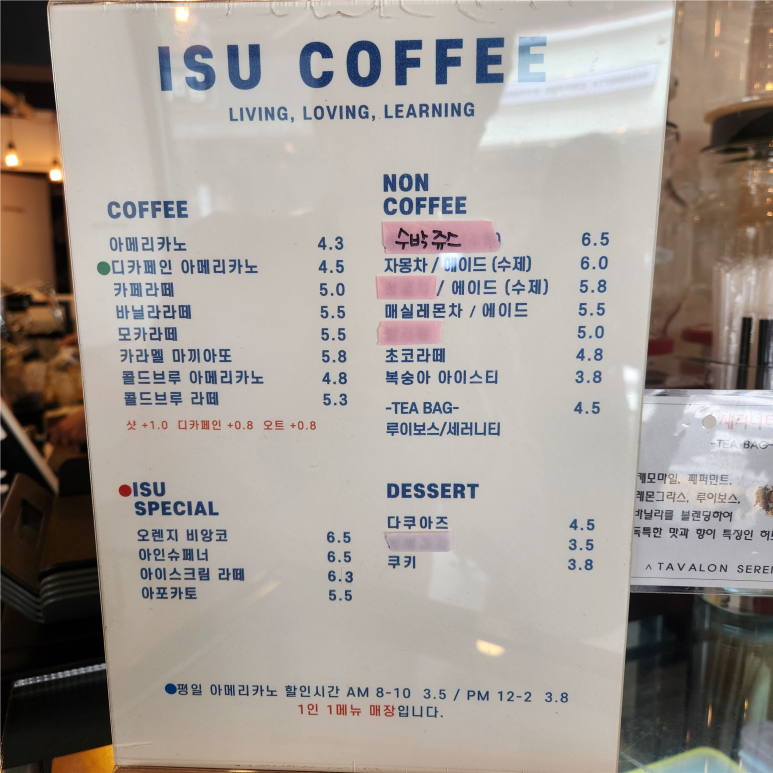 ISU COFFEE
LIVING, LOVING, LEARNING
COFFEE
아메리카노 4.3
디카페인 아메리카노 4.5
카페라떼 5.0
바닐라라떼 5.5
모카라떼 5.5
카라멜 마끼아또 5.8
콜드브루 아메리카노 4.8
콜드브루 라떼 5.3
샷 +1.0 디카페인 +0.8 오트 +0.8
NON
COFFEE
수박쥬스 6.5
자몽차 / 에이드 (수제) 6.0
/ 에이드 (수제) 5.8
매실레몬차 / 에이드 5.5
5.0
초코라떼 4.8
복숭아 아이스티 3.8
-TEA BAG- 4.5
루이보스/세러니티
ISU
SPECIAL
오렌지 비앙코 6.5
아인슈페너 6.5
아이스크림 라떼 6.3
아포카토 5.5
DESSERT
다쿠아즈 4.5
3.5
쿠키 3.8
평일 아메리카노 할인시간 AM 8-10 3.5 / PM 12-2 3.8
1인 1메뉴 매장입니다.
-TEA BAG-
캐모마일, 페퍼민트,
레몬그라스, 루이보스,
바닐라를 블렌딩하여
독특한 맛과 향이 특징인
TAVALON